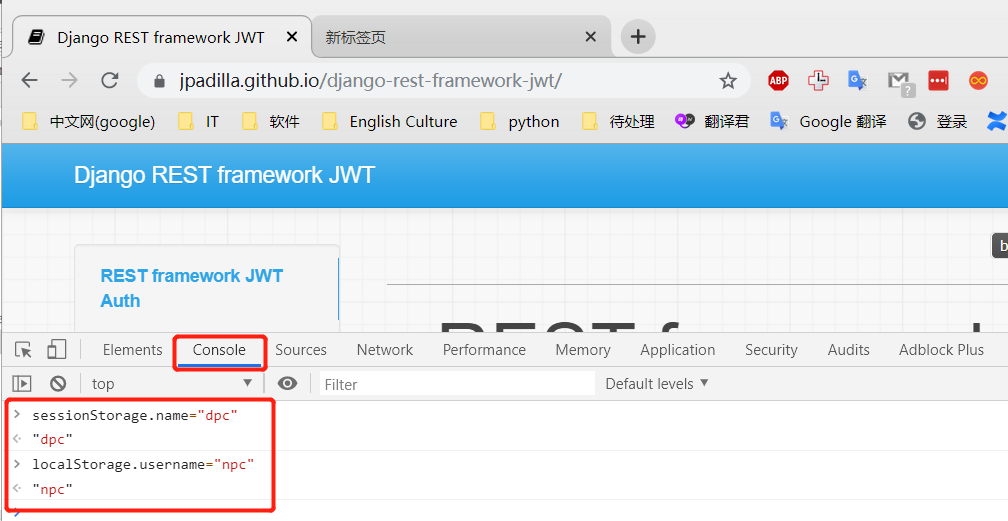 Django REST framework JWT
新标签页
jpadilla.github.io/django-rest-framework-jwt/
ABP
?
中文网(google) IT 软件 English Culture python 待处理 翻译君 Google 翻译 登录
Django REST framework JWT
b
REST framework JWT
Auth
Elements Console Sources Network Performance Memory Application Security Audits Adblock Plus
top Filter Default levels
sessionStorage.name="dpc"
"dpc"
localStorage.username="npc"
"npc"